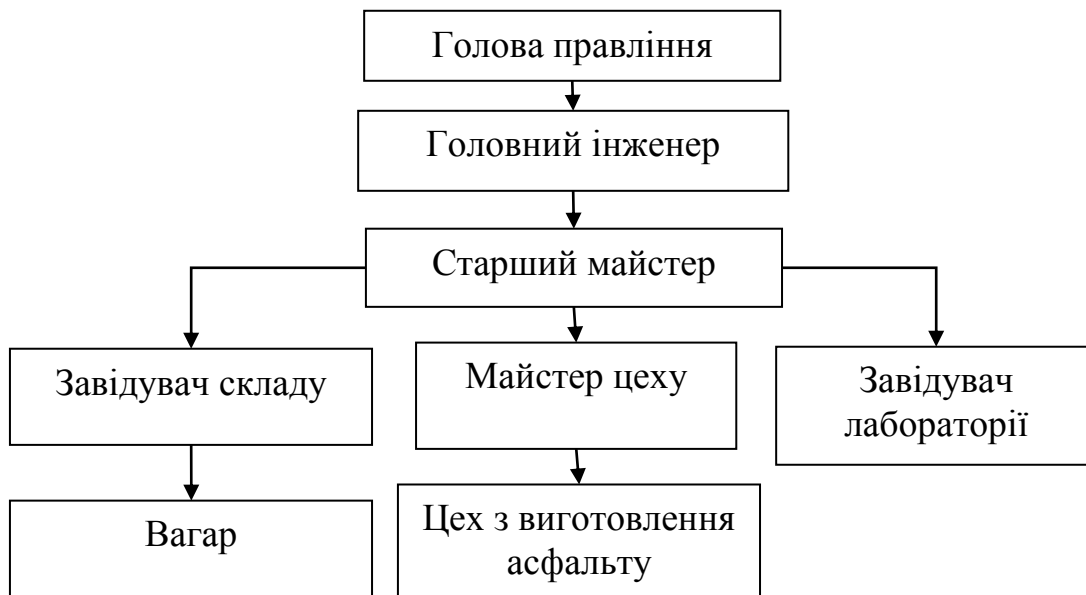 Голова правління
Головний інженер
Старший майстер
Завідувач складу
Майстер цеху
Завідувач
лабораторії
Вагар
Цех з виготовлення
асфальту